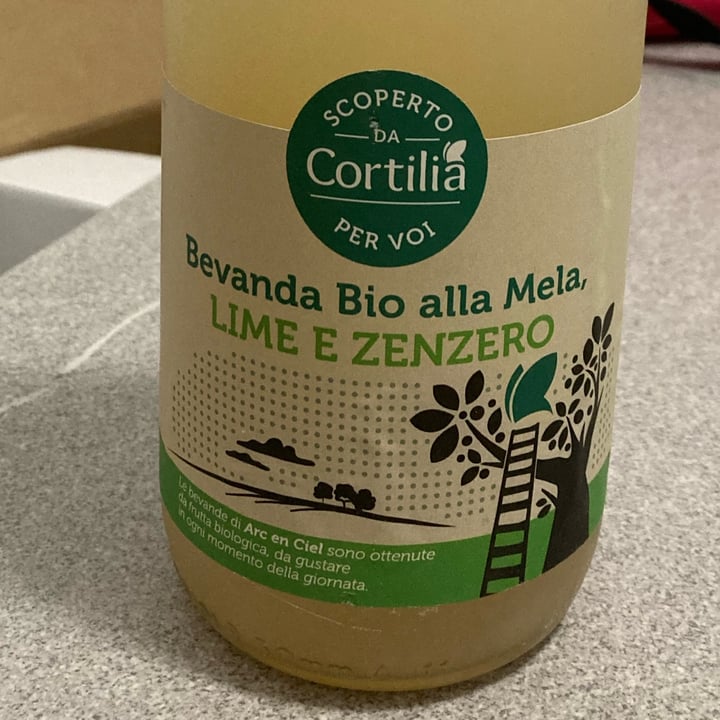 SCOPERTO
DA
Cortilia
PER VOI
Bevanda Bio alla Mela,
LIME E ZENZERO
Le bevande di Arc en Ciel sono ottenute
da frutta biologica, da gustare
in ogni momento della giornata.